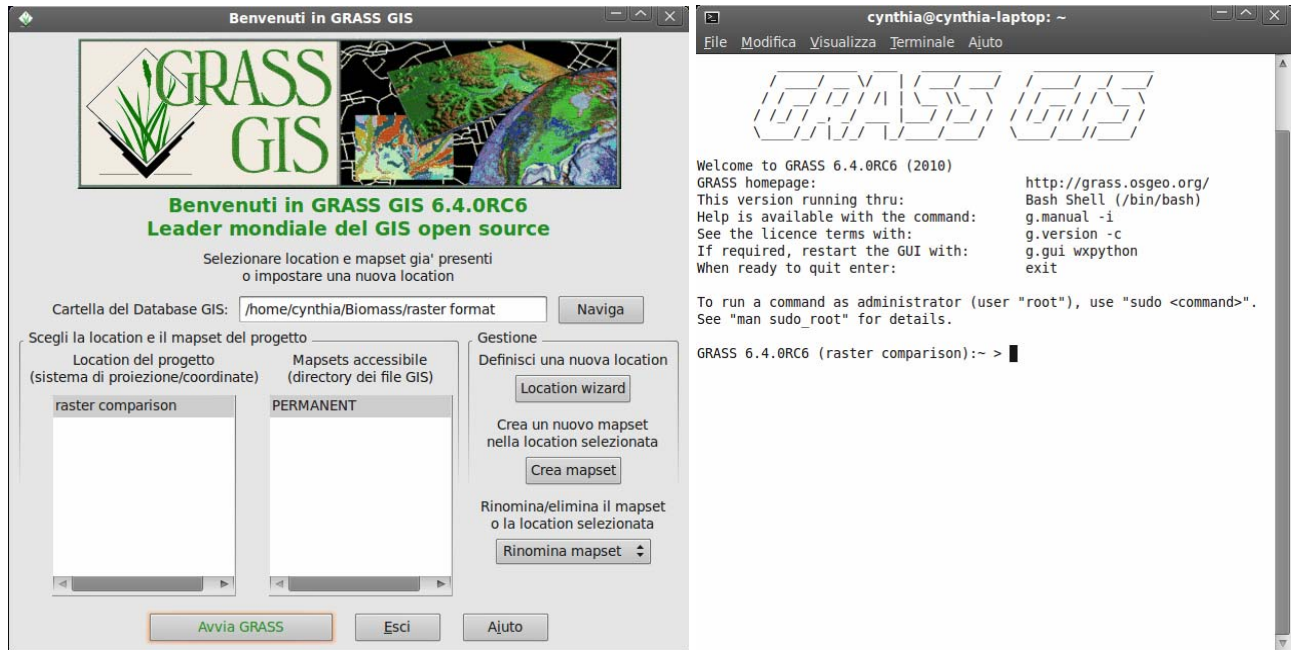 Benvenuti in GRASS GIS
GRASS
GIS
Benvenuti in GRASS GIS 6.4.0RC6
Leader mondiale del GIS open source
Selezionare location e mapset gia' presenti
o impostare una nuova location
Cartella del Database GIS: /home/cynthia/Biomass/raster format Naviga
Scegli la location e il mapset del progetto
Location del progetto
(sistema di proiezione/coordinate)
raster comparison
Mapsets accessibile
(directory dei file GIS)
PERMANENT
Gestione
Definisci una nuova location
Location wizard
Crea un nuovo mapset
nella location selezionata
Crea mapset
Rinomina/elimina il mapset
o la location selezionata
Rinomina mapset
Avvia GRASS Esci Ajuto
cynthia@cynthia-laptop: ~
File Modifica Visualizza Terminale Ajuto
GRASS GIS
Welcome to GRASS 6.4.0RC6 (2010)
GRASS homepage: http://grass.osgeo.org/
This version running thru: Bash Shell (/bin/bash)
Help is available with the command: g.manual -i
See the licence terms with: g.version -c
If required, restart the GUI with: g.gui wxpython
When ready to quit enter: exit
To run a command as administrator (user "root"), use "sudo <command>".
See "man sudo_root" for details.
GRASS 6.4.0RC6 (raster comparison):~ >